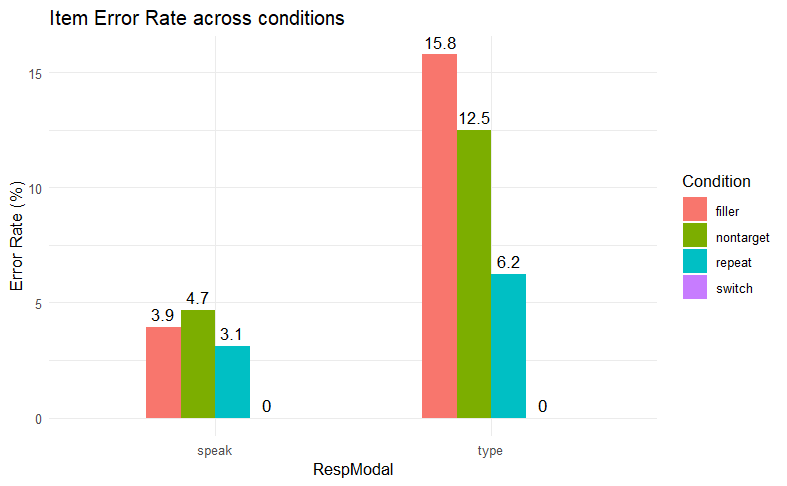 Item Error Rate across conditions
15.8
15
12.5
Condition
filler
nontarget
repeat
switch
Error Rate (%)
10
6.2
5
4.7
3.9
3.1
0
0
0
speak
type
RespModal